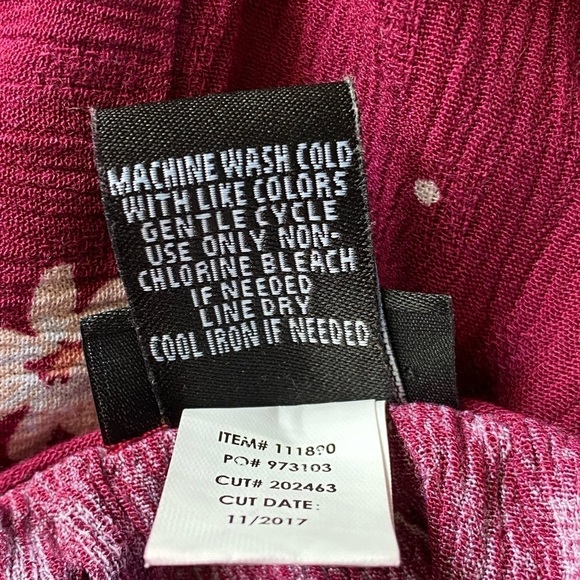 MACHINE WASH COLD
WITH LIKE COLORS
GENTLE CYCLE
USE ONLY NON-
CHLORINE BLEACH
IF NEEDED
LINE DRY
COOL IRON IF NEEDED
ITEM# 111890
PO# 973103
CUT# 202463
CUT DATE:
11/2017